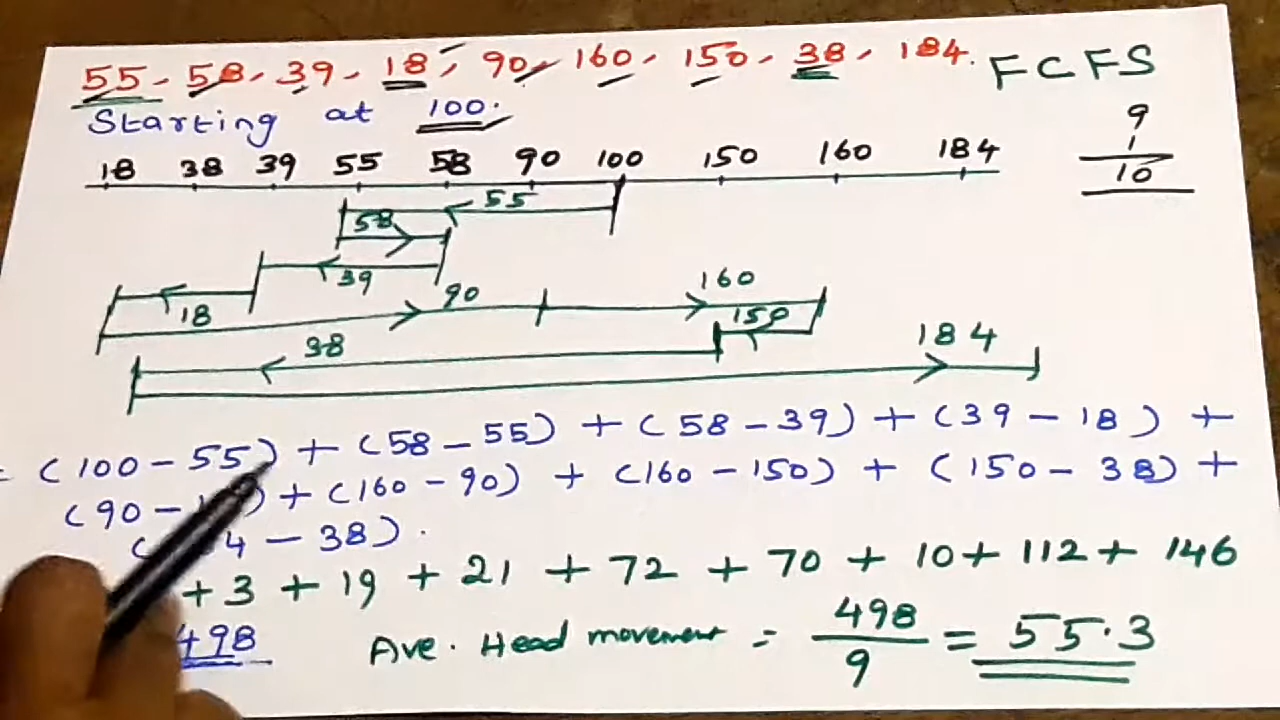 55, 58, 39, 18, 90, 160, 150, 38, 184. FCFS
Starting at 100.
9
1
10
18 38 39 55 58 90 100 150 160 184
55
58
39
18
90
160
150
38
184
= (100 - 55) + (58 - 55) + (58 - 39) + (39 - 18) +
(90 - ) + (160 - 90) + (160 - 150) + (150 - 38) +
( 4 - 38).
+ 3 + 19 + 21 + 72 + 70 + 10 + 112 + 146
498
Ave. Head movement = 498/9 = 55.3